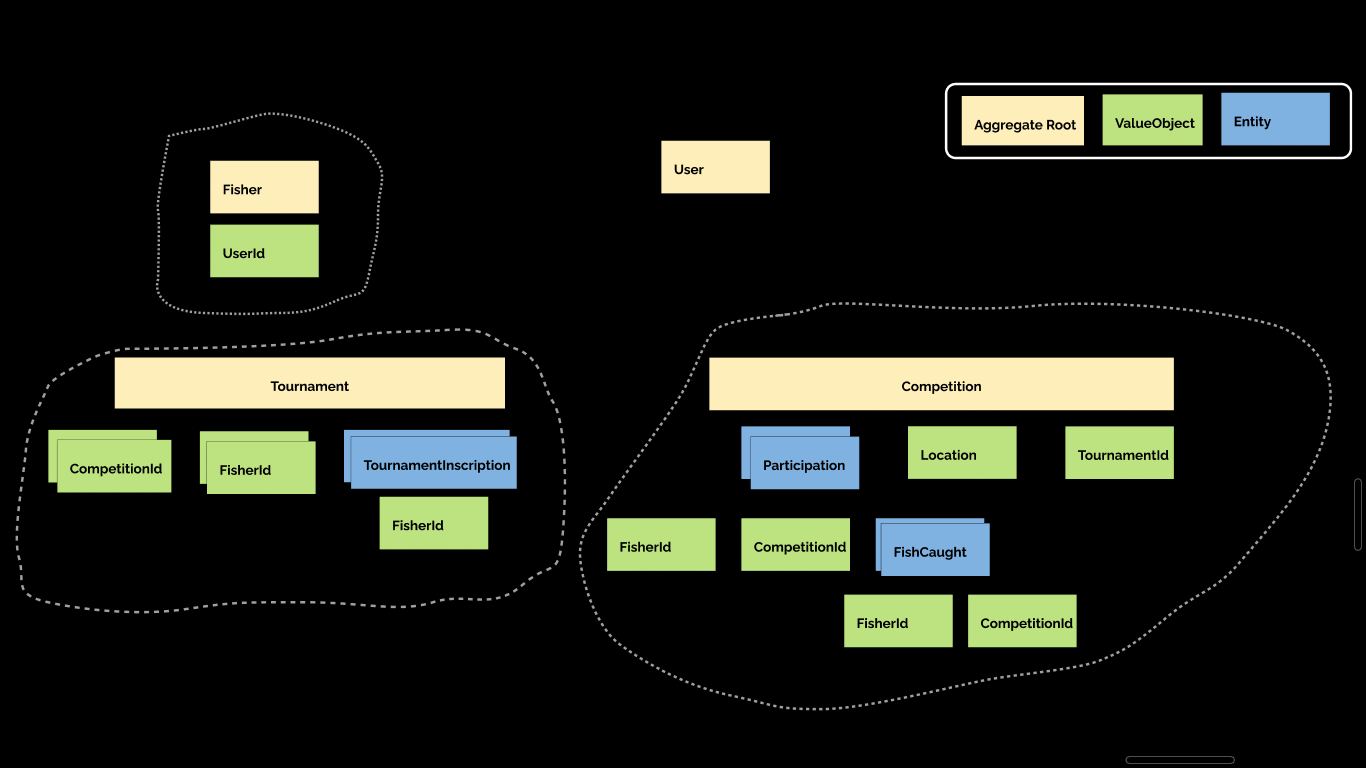 Aggregate Root
ValueObject
Entity
Fisher
UserId
User
Tournament
CompetitionId
FisherId
TournamentInscription
FisherId
Competition
Participation
Location
TournamentId
FisherId
CompetitionId
FishCaught
FisherId
CompetitionId